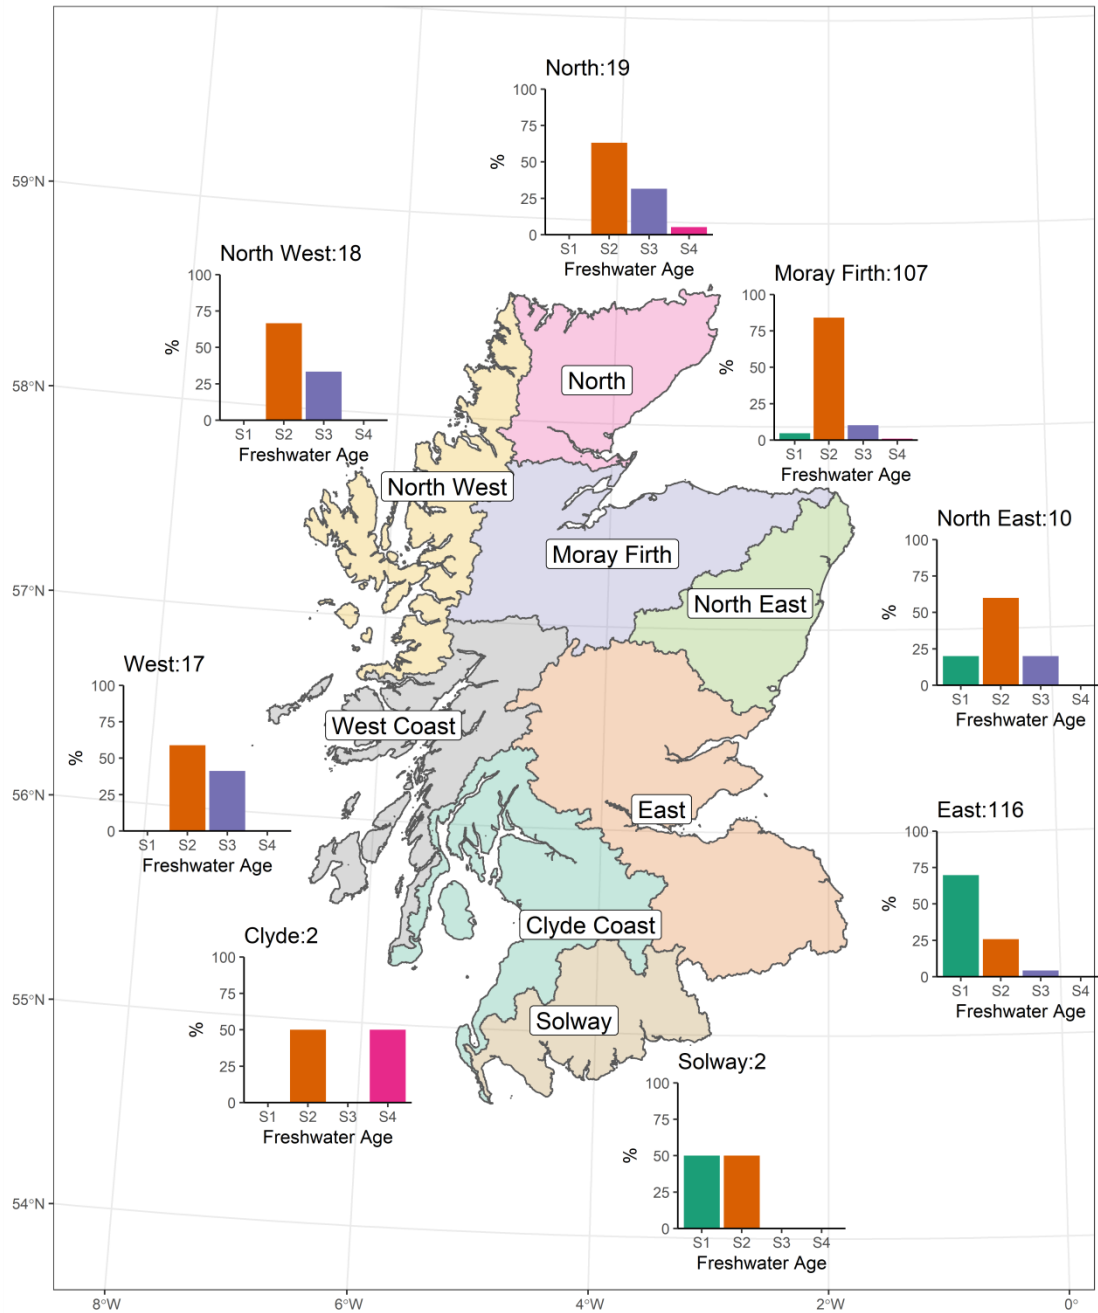 North:19
100
75
50
25
0
%
S1 S2 S3 S4
Freshwater Age
59°N
North West:18
100
75
50
25
0
%
S1 S2 S3 S4
Freshwater Age
Moray Firth:107
100
75
50
25
0
%
S1 S2 S3 S4
Freshwater Age
58°N
North
North West
Moray Firth
North East:10
100
75
50
25
0
%
S1 S2 S3 S4
Freshwater Age
57°N
North East
West:17
100
75
50
25
0
%
S1 S2 S3 S4
Freshwater Age
West Coast
56°N
East
East:116
100
75
50
25
0
%
S1 S2 S3 S4
Freshwater Age
Clyde Coast
Clyde:2
100
75
50
25
0
%
S1 S2 S3 S4
Freshwater Age
55°N
Solway
Solway:2
100
75
50
25
0
%
S1 S2 S3 S4
Freshwater Age
54°N
8°W 6°W 4°W 2°W 0°